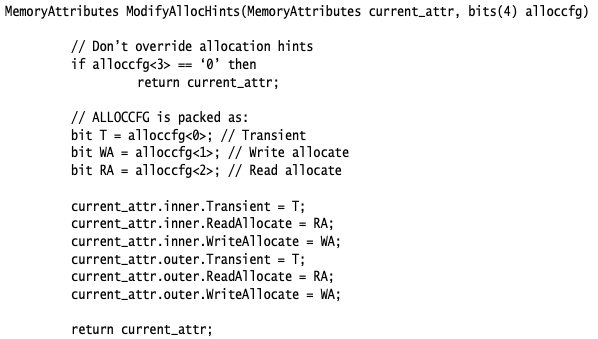 MemoryAttributes ModifyAllocHints(MemoryAttributes current_attr, bits(4) alloccfg)
// Don’t override allocation hints
if alloccfg<3> == ‘0’ then
return current_attr;
// ALLOCCFG is packed as:
bit T = alloccfg<0>; // Transient
bit WA = alloccfg<1>; // Write allocate
bit RA = alloccfg<2>; // Read allocate
current_attr.inner.Transient = T;
current_attr.inner.ReadAllocate = RA;
current_attr.inner.WriteAllocate = WA;
current_attr.outer.Transient = T;
current_attr.outer.ReadAllocate = RA;
current_attr.outer.WriteAllocate = WA;
return current_attr;